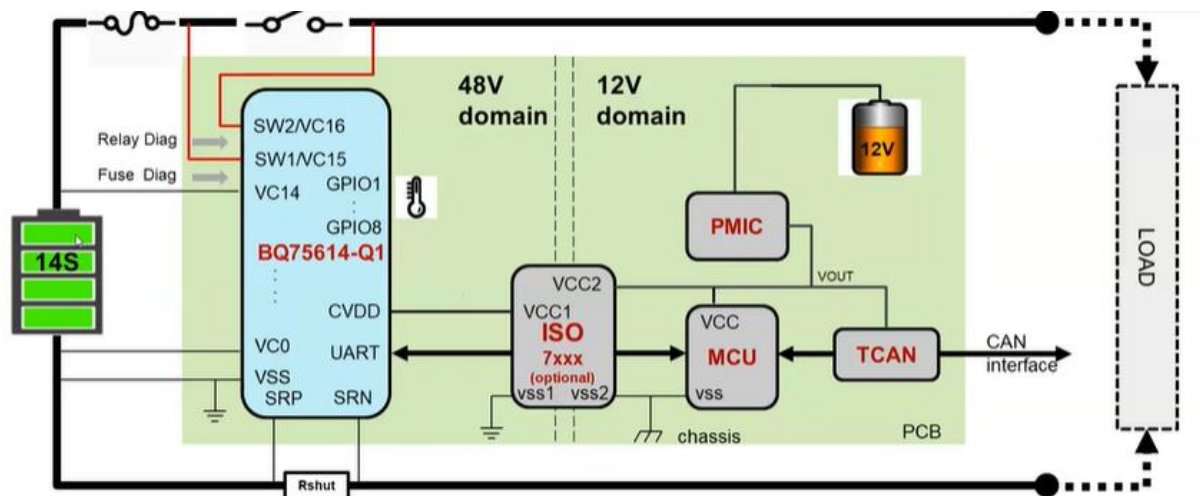 48V
domain
12V
domain
Relay Diag
Fuse Diag
SW2/VC16
SW1/VC15
VC14
GPIO1
GPIO8
BQ75614-Q1
CVDD
VC0
UART
VSS
SRP
SRN
14S
12V
PMIC
VOUT
VCC2
VCC1
ISO
7xxx
(optional)
vss1
vss2
VCC
MCU
vss
TCAN
CAN
interface
chassis
PCB
LOAD
Rshut